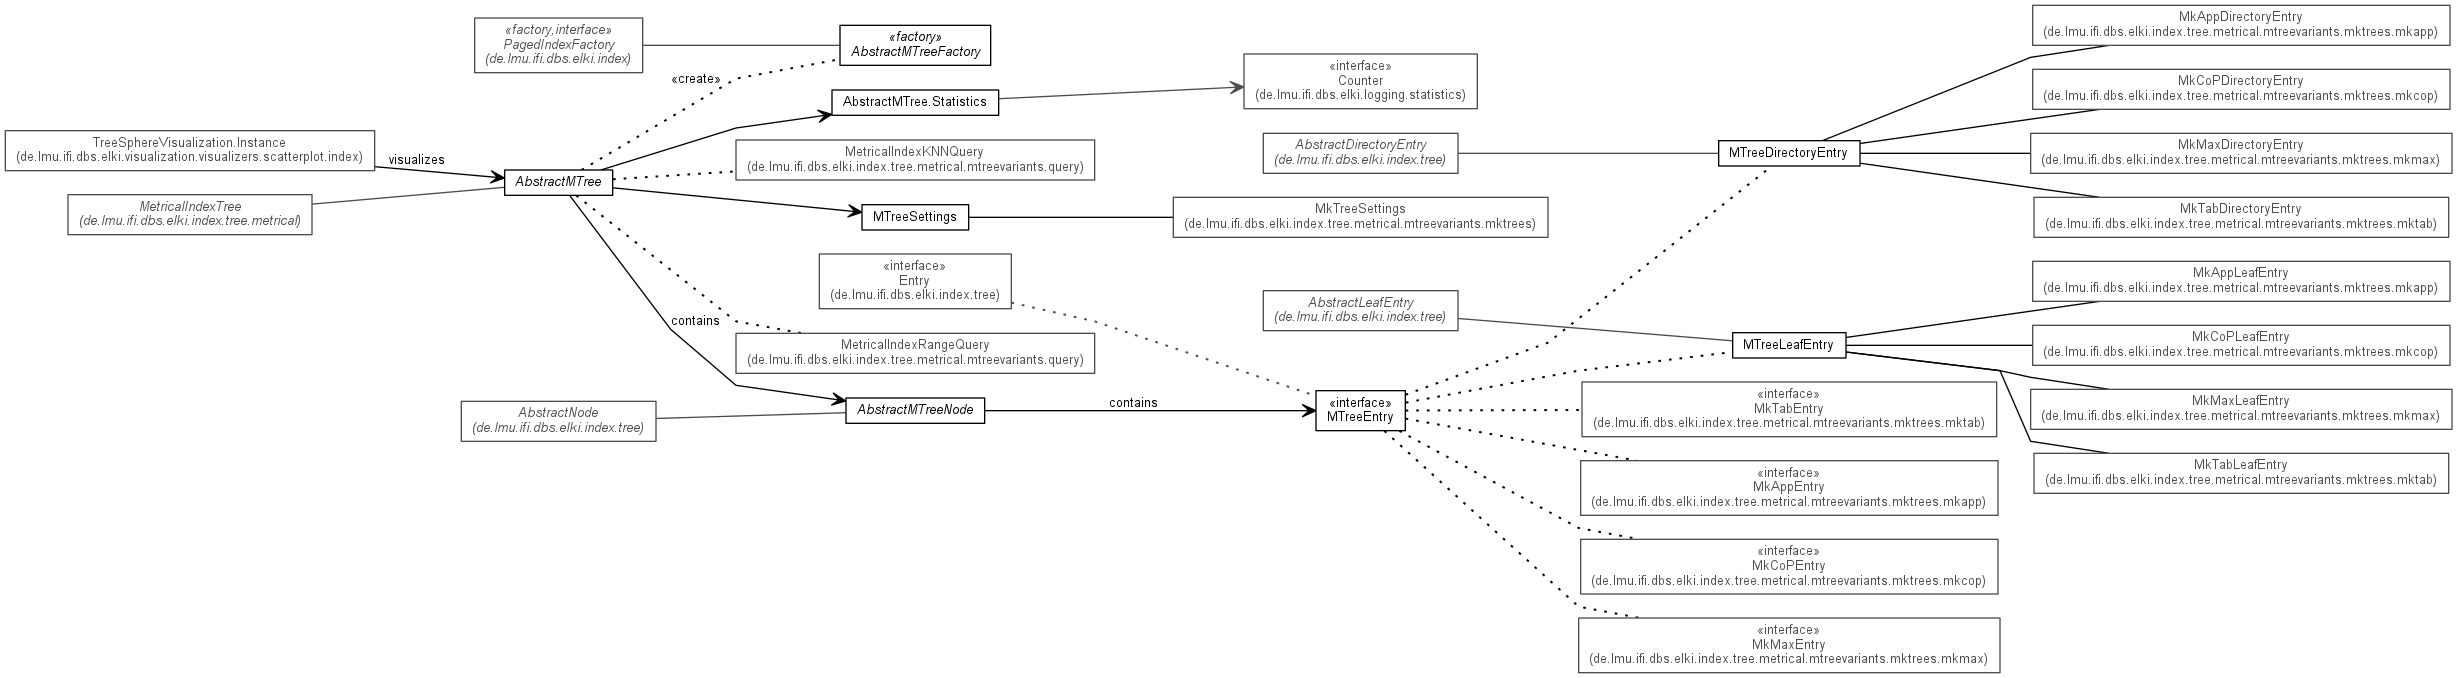 «factory,interface»
PagedIndexFactory
(de.lmu.ifi.dbs.elki.index)
«factory»
AbstractMTreeFactory
«create»
AbstractMTree.Statistics
«interface»
Counter
(de.lmu.ifi.dbs.elki.logging.statistics)
TreeSphereVisualization.Instance
(de.lmu.ifi.dbs.elki.visualization.visualizers.scatterplot.index)
visualizes
AbstractMTree
MetricalIndexTree
(de.lmu.ifi.dbs.elki.index.tree.metrical)
MetricalIndexKNNQuery
(de.lmu.ifi.dbs.elki.index.tree.metrical.mtreevariants.query)
MTreeSettings
MkTreeSettings
(de.lmu.ifi.dbs.elki.index.tree.metrical.mtreevariants.mktrees)
«interface»
Entry
(de.lmu.ifi.dbs.elki.index.tree)
contains
MetricalIndexRangeQuery
(de.lmu.ifi.dbs.elki.index.tree.metrical.mtreevariants.query)
AbstractNode
(de.lmu.ifi.dbs.elki.index.tree)
AbstractMTreeNode
contains
«interface»
MTreeEntry
AbstractDirectoryEntry
(de.lmu.ifi.dbs.elki.index.tree)
MTreeDirectoryEntry
AbstractLeafEntry
(de.lmu.ifi.dbs.elki.index.tree)
MTreeLeafEntry
«interface»
MkTabEntry
(de.lmu.ifi.dbs.elki.index.tree.metrical.mtreevariants.mktrees.mktab)
«interface»
MkAppEntry
(de.lmu.ifi.dbs.elki.index.tree.metrical.mtreevariants.mktrees.mkapp)
«interface»
MkCoPEntry
(de.lmu.ifi.dbs.elki.index.tree.metrical.mtreevariants.mktrees.mkcop)
«interface»
MkMaxEntry
(de.lmu.ifi.dbs.elki.index.tree.metrical.mtreevariants.mktrees.mkmax)
MkAppDirectoryEntry
(de.lmu.ifi.dbs.elki.index.tree.metrical.mtreevariants.mktrees.mkapp)
MkCoPDirectoryEntry
(de.lmu.ifi.dbs.elki.index.tree.metrical.mtreevariants.mktrees.mkcop)
MkMaxDirectoryEntry
(de.lmu.ifi.dbs.elki.index.tree.metrical.mtreevariants.mktrees.mkmax)
MkTabDirectoryEntry
(de.lmu.ifi.dbs.elki.index.tree.metrical.mtreevariants.mktrees.mktab)
MkAppLeafEntry
(de.lmu.ifi.dbs.elki.index.tree.metrical.mtreevariants.mktrees.mkapp)
MkCoPLeafEntry
(de.lmu.ifi.dbs.elki.index.tree.metrical.mtreevariants.mktrees.mkcop)
MkMaxLeafEntry
(de.lmu.ifi.dbs.elki.index.tree.metrical.mtreevariants.mktrees.mkmax)
MkTabLeafEntry
(de.lmu.ifi.dbs.elki.index.tree.metrical.mtreevariants.mktrees.mktab)